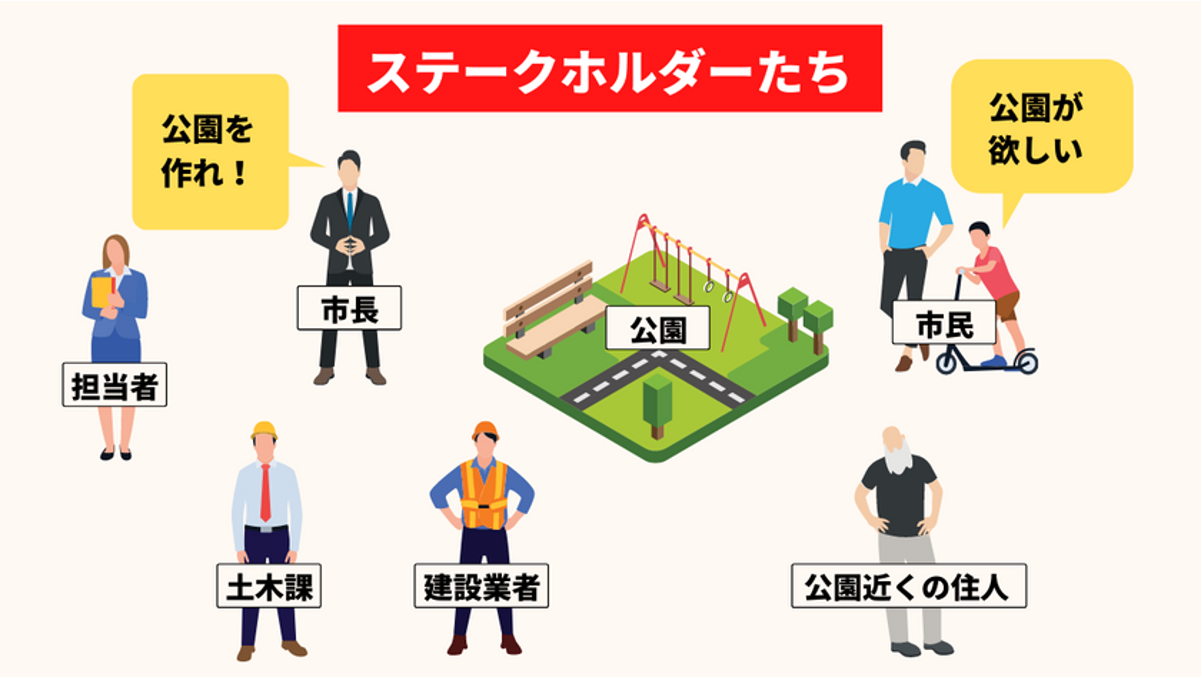 ステークホルダーたち
公園を
作れ！
公園が
欲しい
市長
公園
市民
担当者
土木課
建設業者
公園近くの住人